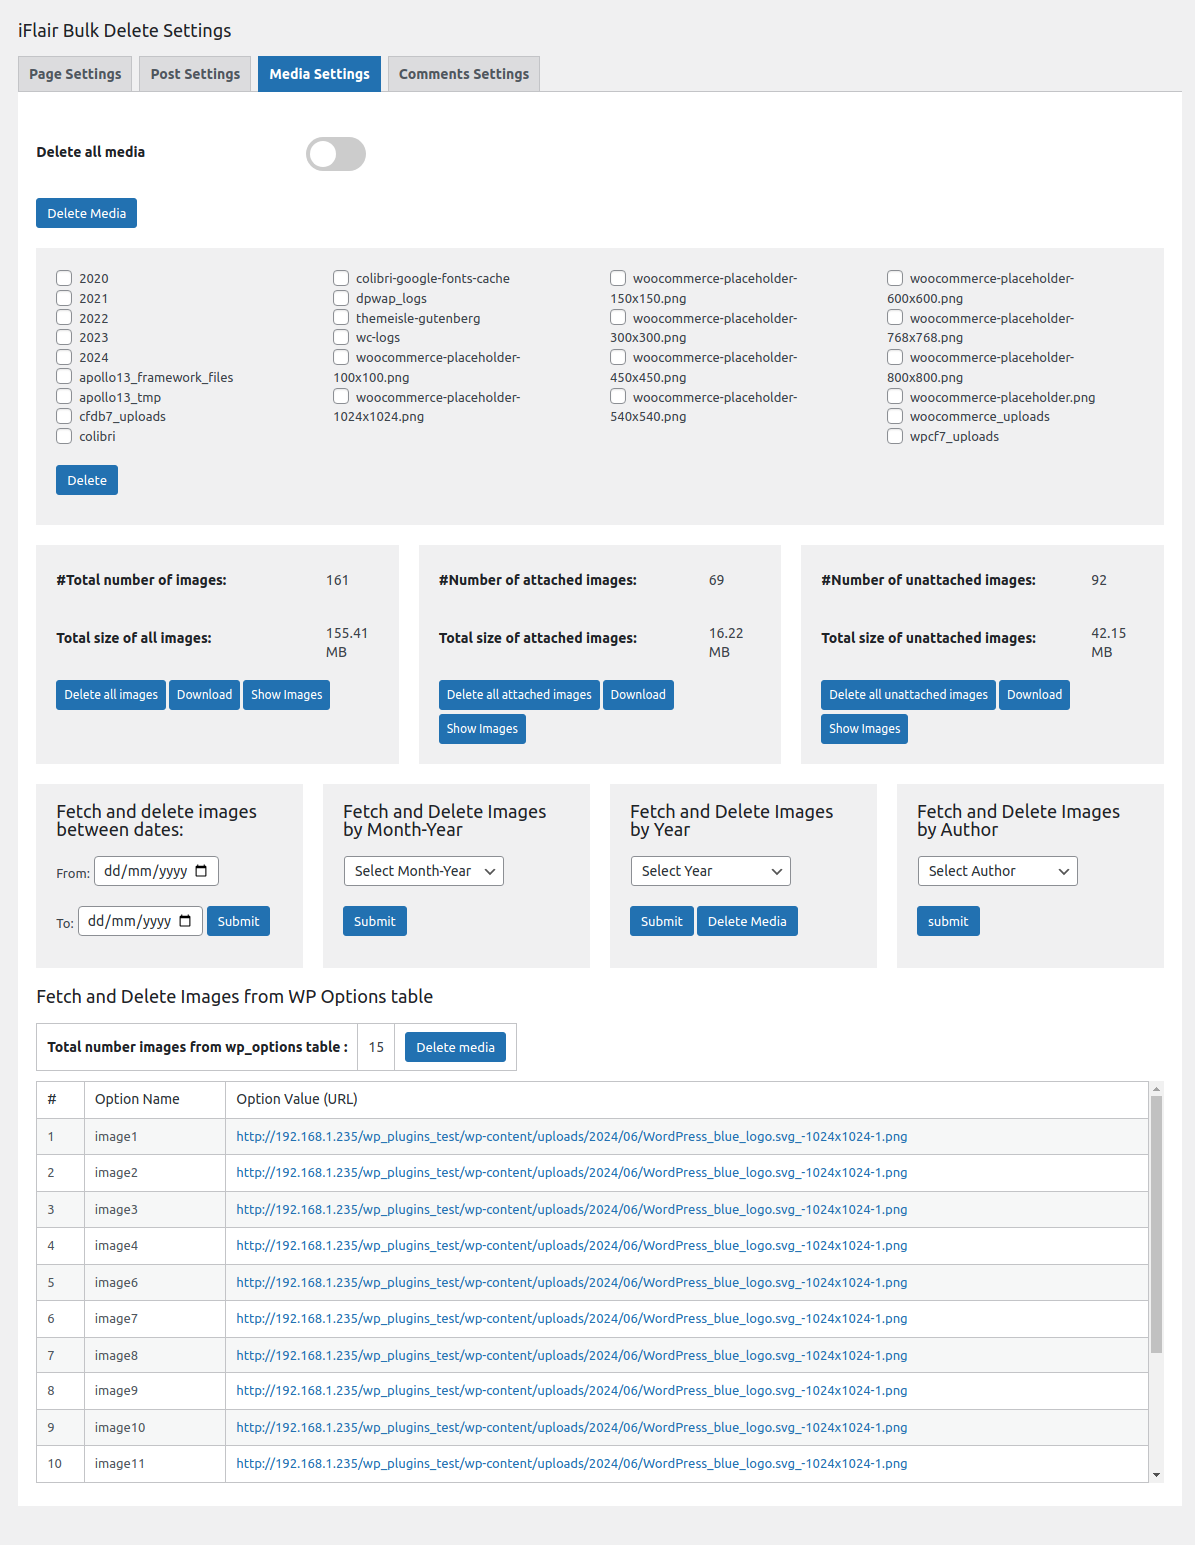 iFlair Bulk Delete Settings
Page Settings
Post Settings
Media Settings
Comments Settings
Delete all media
Delete Media
2020
2021
2022
2023
2024
apollo13_framework_files
apollo13_tmp
cfdb7_uploads
colibri
colibri-google-fonts-cache
dpwap_logs
themeisle-gutenberg
wc-logs
woocommerce-placeholder-
100x100.png
woocommerce-placeholder-
1024x1024.png
woocommerce-placeholder-
150x150.png
woocommerce-placeholder-
300x300.png
woocommerce-placeholder-
450x450.png
woocommerce-placeholder-
540x540.png
woocommerce-placeholder-
600x600.png
woocommerce-placeholder-
768x768.png
woocommerce-placeholder-
800x800.png
woocommerce-placeholder.png
woocommerce_uploads
wpcf7_uploads
Delete
#Total number of images: 161
Total size of all images: 155.41
MB
Delete all images Download Show Images
#Number of attached images: 69
Total size of attached images: 16.22
MB
Delete all attached images Download
Show Images
#Number of unattached images: 92
Total size of unattached images: 42.15
MB
Delete all unattached images Download
Show Images
Fetch and delete images
between dates:
From: dd/mm/yyyy
To: dd/mm/yyyy Submit
Fetch and Delete Images
by Month-Year
Select Month-Year
Submit
Fetch and Delete Images
by Year
Select Year
Submit Delete Media
Fetch and Delete Images
by Author
Select Author
submit
Fetch and Delete Images from WP Options table
Total number images from wp_options table : 15 Delete media
# Option Name Option Value (URL)
1 image1 http://192.168.1.235/wp_plugins_test/wp-content/uploads/2024/06/WordPress_blue_logo.svg_-1024x1024-1.png
2 image2 http://192.168.1.235/wp_plugins_test/wp-content/uploads/2024/06/WordPress_blue_logo.svg_-1024x1024-1.png
3 image3 http://192.168.1.235/wp_plugins_test/wp-content/uploads/2024/06/WordPress_blue_logo.svg_-1024x1024-1.png
4 image4 http://192.168.1.235/wp_plugins_test/wp-content/uploads/2024/06/WordPress_blue_logo.svg_-1024x1024-1.png
5 image6 http://192.168.1.235/wp_plugins_test/wp-content/uploads/2024/06/WordPress_blue_logo.svg_-1024x1024-1.png
6 image7 http://192.168.1.235/wp_plugins_test/wp-content/uploads/2024/06/WordPress_blue_logo.svg_-1024x1024-1.png
7 image8 http://192.168.1.235/wp_plugins_test/wp-content/uploads/2024/06/WordPress_blue_logo.svg_-1024x1024-1.png
8 image9 http://192.168.1.235/wp_plugins_test/wp-content/uploads/2024/06/WordPress_blue_logo.svg_-1024x1024-1.png
9 image10 http://192.168.1.235/wp_plugins_test/wp-content/uploads/2024/06/WordPress_blue_logo.svg_-1024x1024-1.png
10 image11 http://192.168.1.235/wp_plugins_test/wp-content/uploads/2024/06/WordPress_blue_logo.svg_-1024x1024-1.png